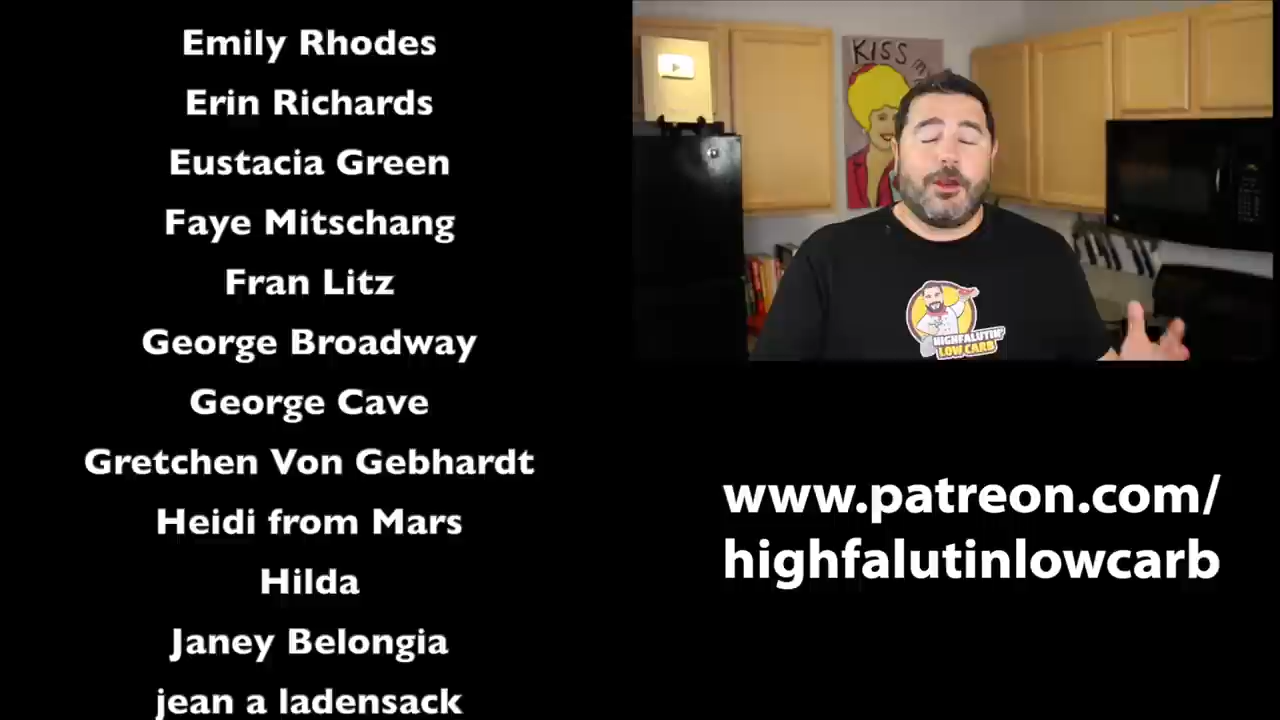 Emily Rhodes
Erin Richards
Eustacia Green
Faye Mitschang
Fran Litz
George Broadway
George Cave
Gretchen Von Gebhardt
Heidi from Mars
Hilda
Janey Belongia
jean a ladensack
KISS
HIGHFALUTIN'
LOW CARB
www.patreon.com/
highfalutinlowcarb